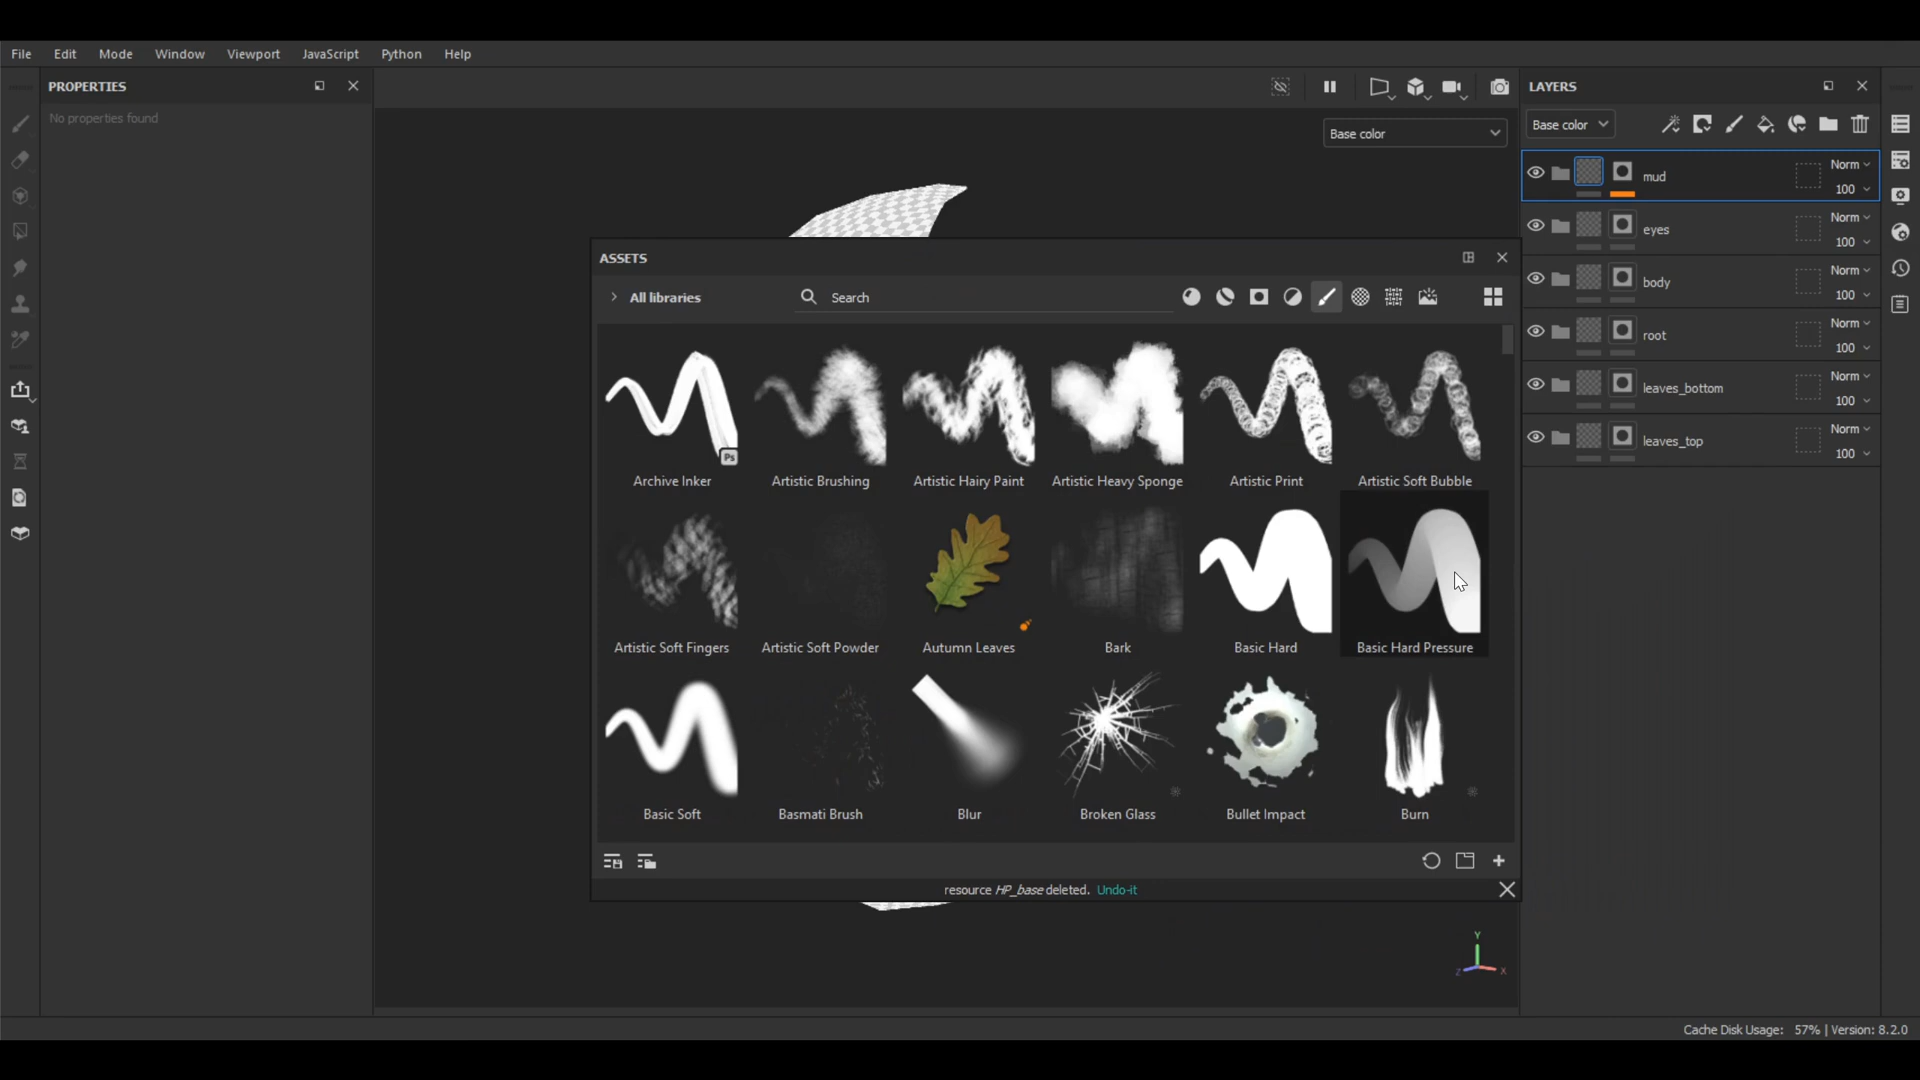 File Edit Mode Window Viewport JavaScript Python Help
PROPERTIES
No properties found
Base color
LAYERS
Base color
mud Norm 100
eyes Norm 100
body Norm 100
root Norm 100
leaves_bottom Norm 100
leaves_top Norm 100
ASSETS
All libraries Search
Ps
Archive Inker Artistic Brushing Artistic Hairy Paint Artistic Heavy Sponge Artistic Print Artistic Soft Bubble
Artistic Soft Fingers Artistic Soft Powder Autumn Leaves Bark Basic Hard Basic Hard Pressure
Basic Soft Basmati Brush Blur Broken Glass Bullet Impact Burn
resource HP_base deleted. Undo-it
Y
Z X
Cache Disk Usage: 57% | Version: 8.2.0